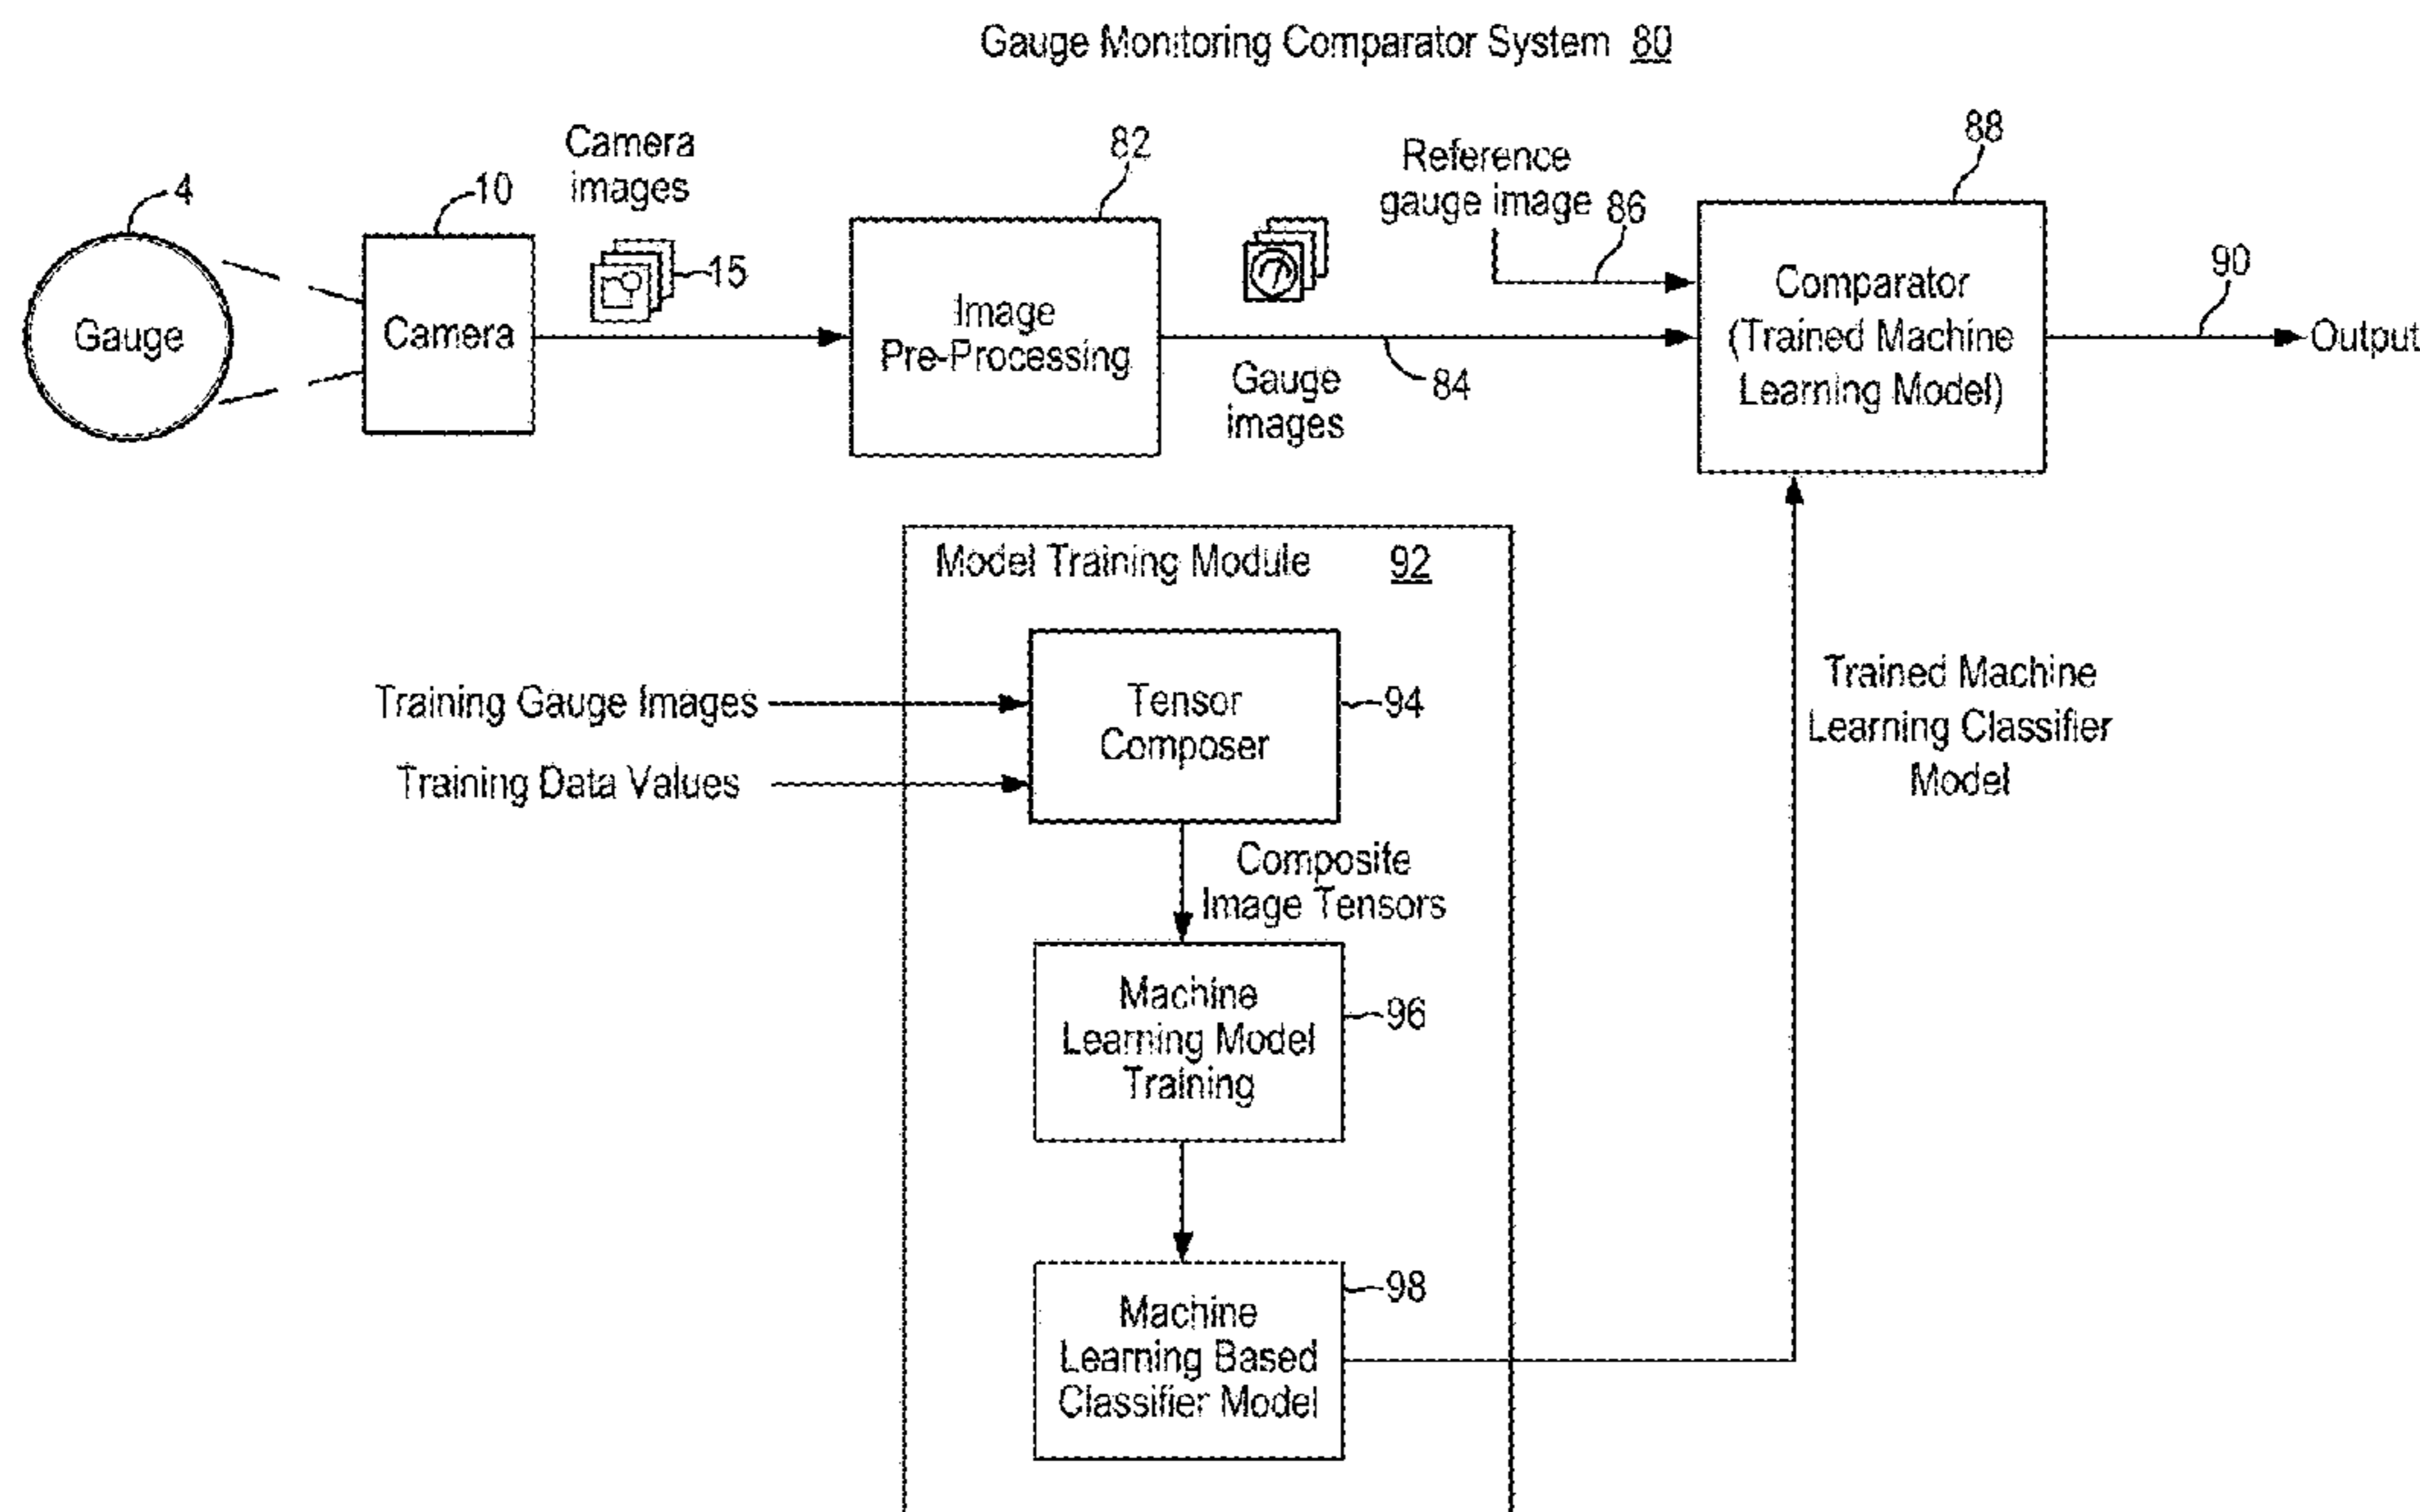 Gauge Monitoring Comparator System 80
4
10
Camera
images
15
82
Reference
gauge image
86
88
90
Gauge
Camera
Image
Pre-Processing
Gauge
images
84
Comparator
(Trained Machine
Learning Model)
Output
Model Training Module 92
Training Gauge Images
Training Data Values
Tensor
Composer
94
Composite
Image Tensors
Machine
Learning Model
Training
96
Machine
Learning Based
Classifier Model
98
Trained Machine
Learning Classifier
Model